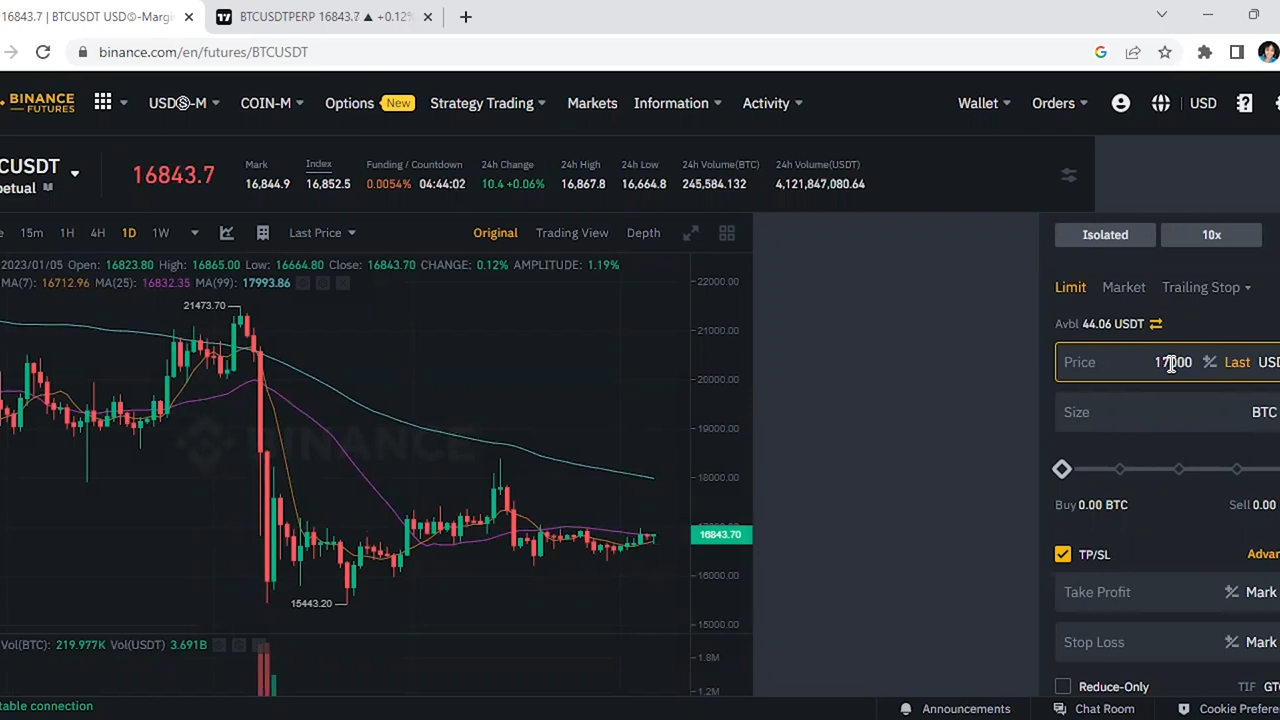 16843.7 | BTCUSDT USDⓈ-Margi
BTCUSDTPERP 16843.7 ▲ +0.12%
binance.com/en/futures/BTCUSDT
BINANCE
FUTURES
USDⓈ-M
COIN-M
Options New
Strategy Trading
Markets
Information
Activity
Wallet
Orders
USD
CUSDT
petual
16843.7
Mark
16,844.9
Index
16,852.5
Funding / Countdown
0.0054% 04:44:02
24h Change
10.4 +0.06%
24h High
16,867.8
24h Low
16,664.8
24h Volume(BTC)
245,584.132
24h Volume(USDT)
4,121,847,080.64
15m 1H 4H 1D 1W
Last Price
Original Trading View Depth
2023/01/05 Open: 16823.80 High: 16865.00 Low: 16664.80 Close: 16843.70 CHANGE: 0.12% AMPLITUDE: 1.19%
MA(7): 16712.96 MA(25): 16832.35 MA(99): 17993.86
21473.70
15443.20
BINANCE
22000.00
21000.00
20000.00
19000.00
18000.00
16843.70
16000.00
15000.00
Vol(BTC): 219.977K Vol(USDT) 3.691B
1.8M
1.2M
Isolated 10x
Limit Market Trailing Stop
Avbl 44.06 USDT
Price 17000 Last USD
Size BTC
Buy 0.00 BTC Sell 0.00
TP/SL Advan
Take Profit Mark
Stop Loss Mark
Reduce-Only TIF GT
table connection
Announcements
Chat Room
Cookie Prefere